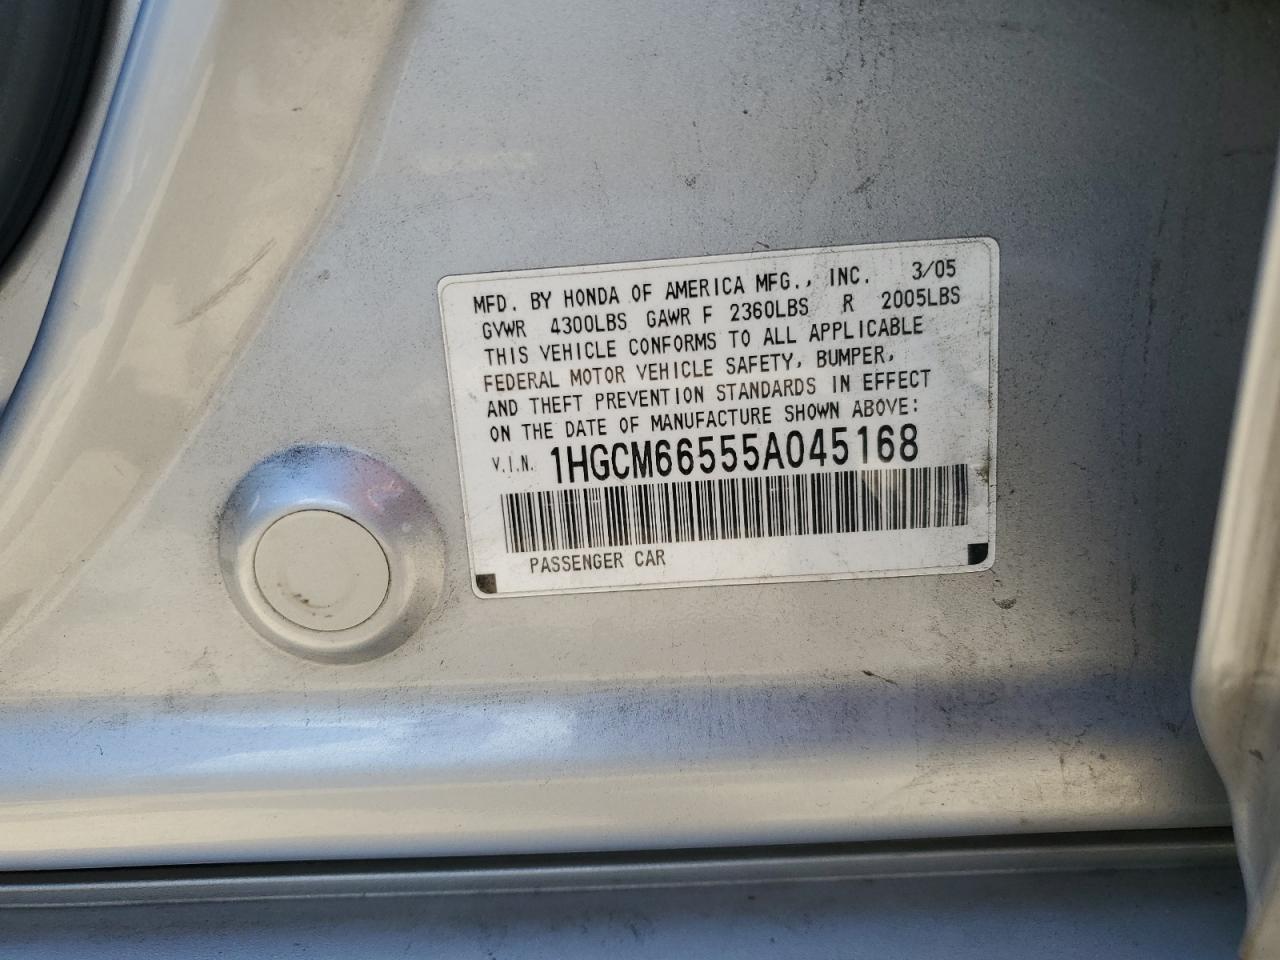 MFD. BY HONDA OF AMERICA MFG., INC. 3/05
GVWR 4300LBS GAWR F 2360LBS R 2005LBS
THIS VEHICLE CONFORMS TO ALL APPLICABLE
FEDERAL MOTOR VEHICLE SAFETY, BUMPER,
AND THEFT PREVENTION STANDARDS IN EFFECT
ON THE DATE OF MANUFACTURE SHOWN ABOVE:
V.I.N. 1HGCM66555A045168
PASSENGER CAR